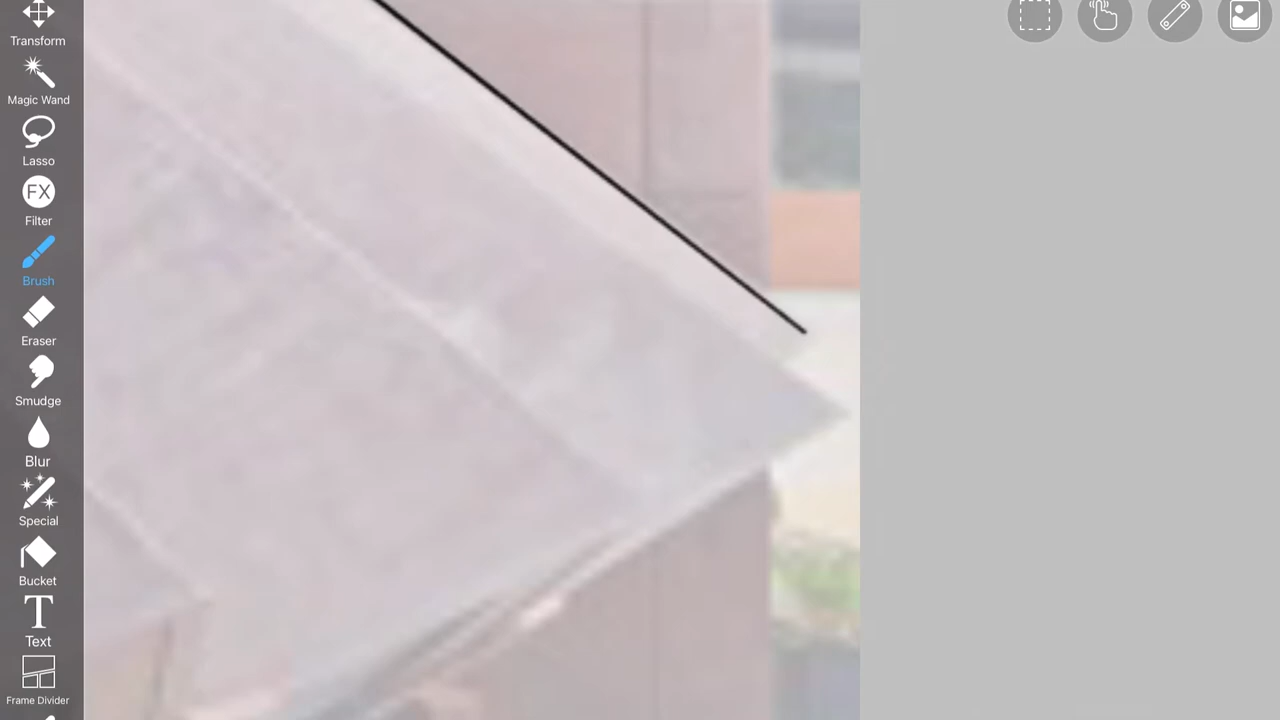 Transform
Magic Wand
Lasso
FX
Filter
Brush
Eraser
Smudge
Blur
Special
Bucket
T
Text
Frame Divider